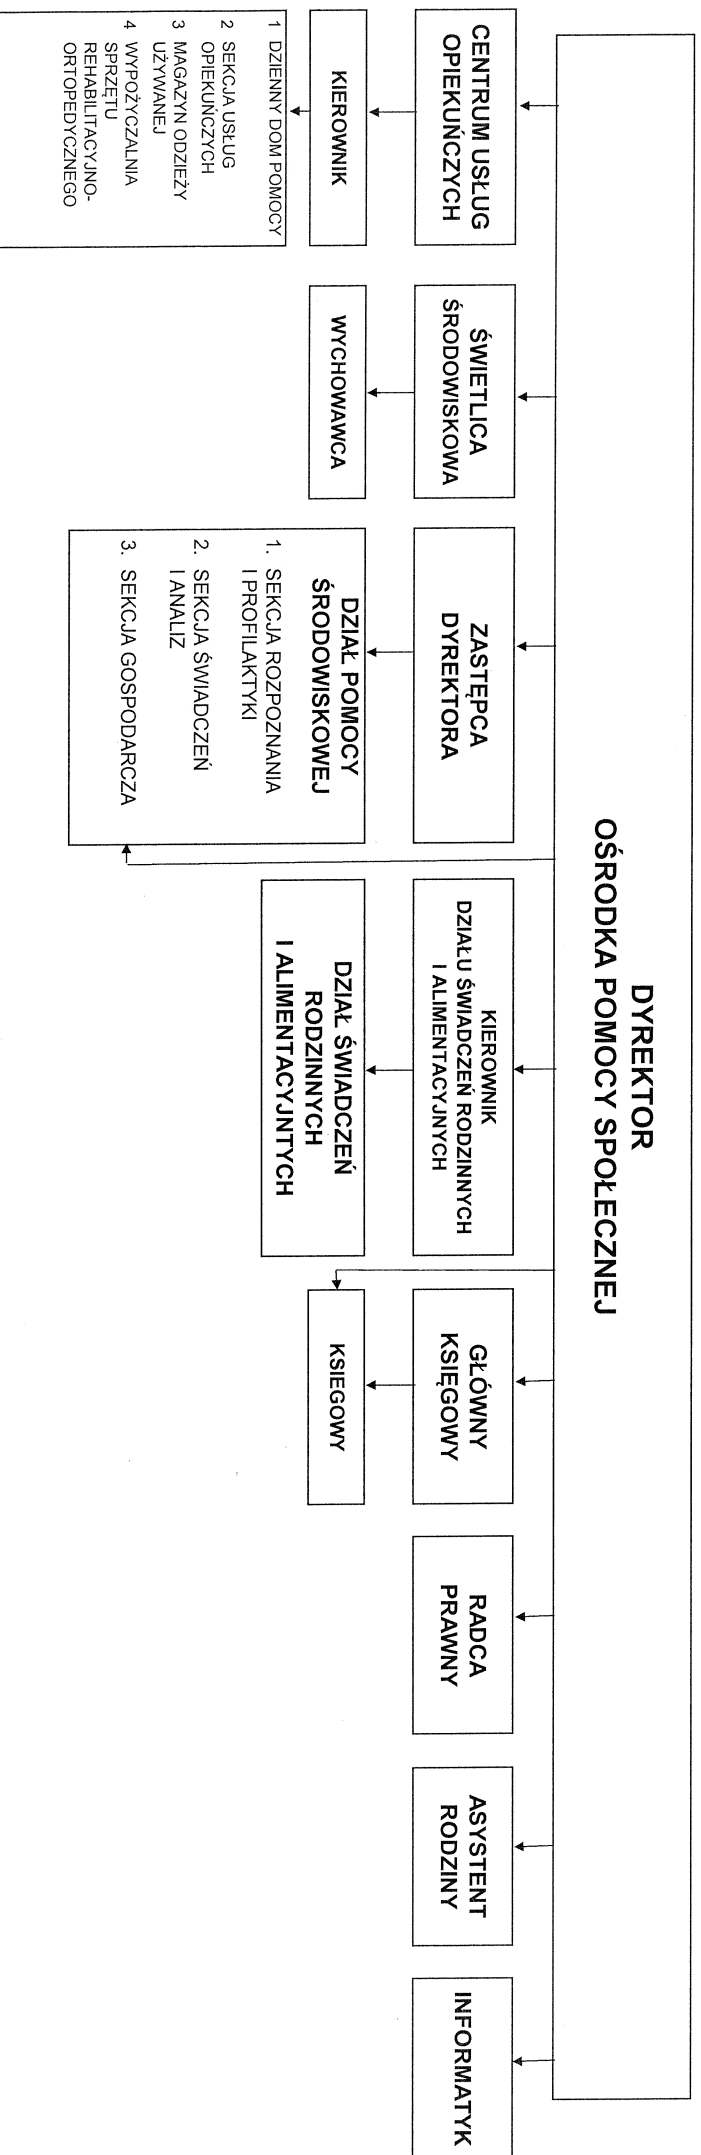 DYREKTOR
OŚRODKA POMOCY SPOŁECZNEJ
CENTRUM USŁUG
OPIEKUŃCZYCH
KIEROWNIK
1 DZIENNY DOM POMOCY
2 SEKCJA USŁUG
OPIEKUŃCZYCH
3 MAGAZYN ODZIEŻY
UŻYWANEJ
4 WYPOŻYCZALNIA
SPRZĘTU
REHABILITACYJNO-
ORTOPEDYCZNEGO
ŚWIETLICA
ŚRODOWISKOWA
WYCHOWAWCA
ZASTĘPCA
DYREKTORA
DZIAŁ POMOCY
ŚRODOWISKOWEJ
1. SEKCJA ROZPOZNANIA
I PROFILAKTYKI
2. SEKCJA ŚWIADCZEŃ
I ANALIZ
3. SEKCJA GOSPODARCZA
KIEROWNIK
DZIAŁU ŚWIADCZEŃ RODZINNYCH
I ALIMENTACYJNYCH
DZIAŁ ŚWIADCZEŃ
RODZINNYCH
I ALIMENTACYJNTYCH
GŁÓWNY
KSIĘGOWY
KSIEGOWY
RADCA
PRAWNY
ASYSTENT
RODZINY
INFORMATYK